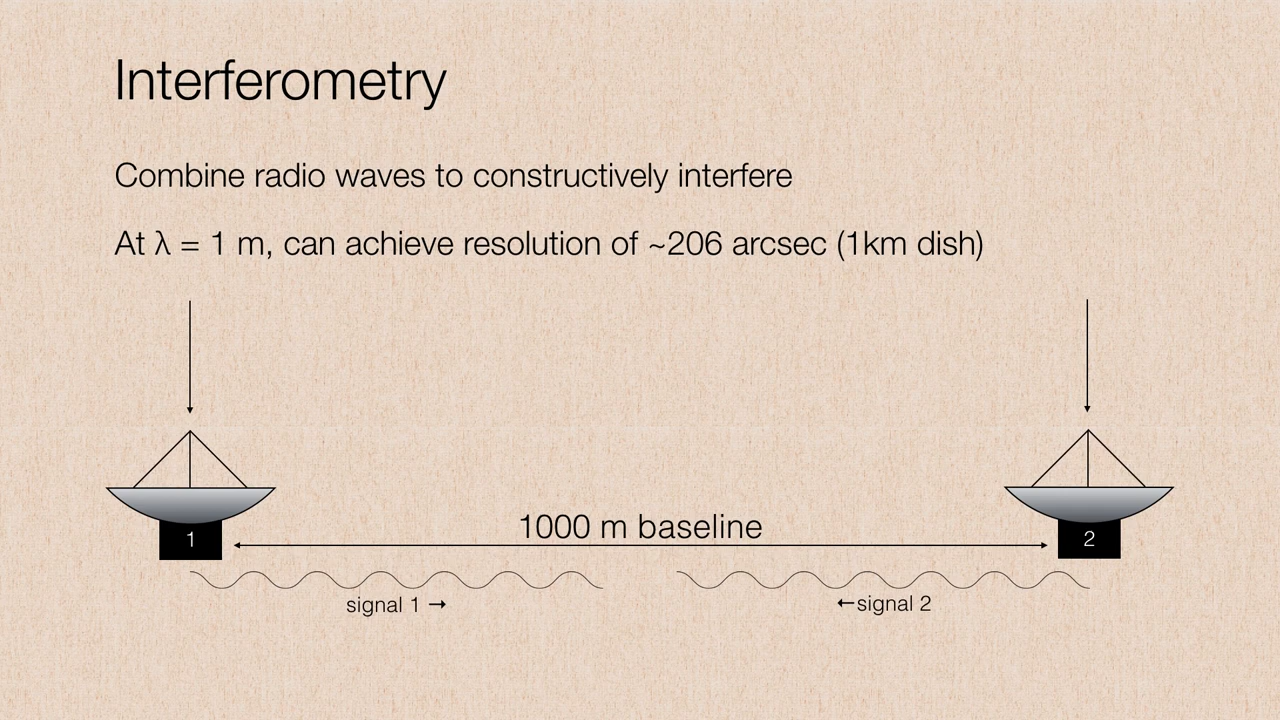 Interferometry
Combine radio waves to constructively interfere
At λ = 1 m, can achieve resolution of ~206 arcsec (1km dish)
1000 m baseline
1
2
signal 1 →
←signal 2